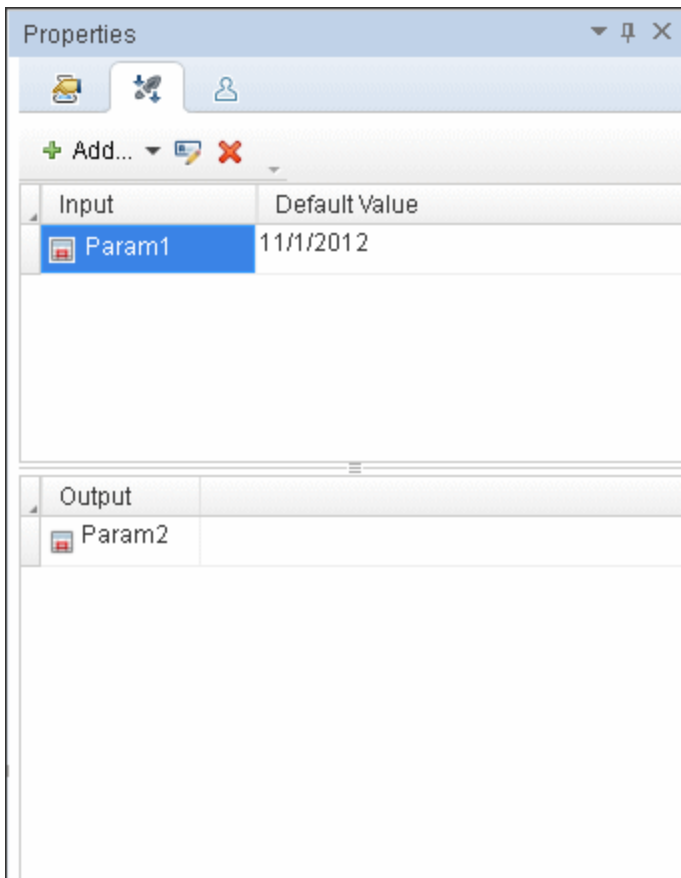 Properties
Add...
Input Default Value
Param1 11/1/2012
Output
Param2